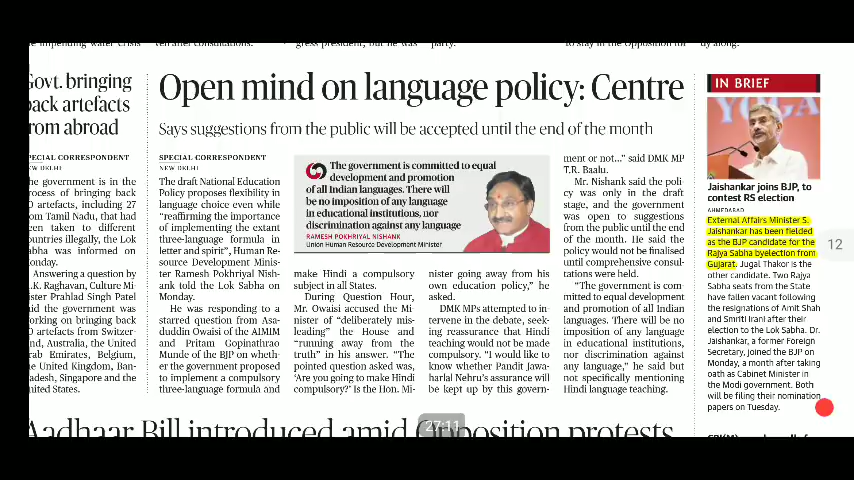 ven after consultations.
gress president, but he was
party.
to stay in the Opposition for
Govt. bringing
back artefacts
from abroad
SPECIAL CORRESPONDENT
NEW DELHI
The government is in the
process of bringing back
artefacts, including 27
from Tamil Nadu, that had
been taken to different
countries illegally, the Lok
Sabha was informed on
Monday.
Answering a question by
.K. Raghavan, Culture Mi-
nister Prahlad Singh Patel
said the government was
working on bringing back
artefacts from Switzer-
land, Australia, the United
Arab Emirates, Belgium,
the United Kingdom, Ban-
gladesh, Singapore and the
United States.
Open mind on language policy: Centre
Says suggestions from the public will be accepted until the end of the month
SPECIAL CORRESPONDENT
NEW DELHI
The draft National Education
Policy proposes flexibility in
language choice even while
“reaffirming the importance
of implementing the extant
three-language formula in
letter and spirit”, Human Re-
source Development Minis-
ter Ramesh Pokhriyal Nish-
ank told the Lok Sabha on
Monday.
He was responding to a
starred question from Asa-
duddin Owaisi of the AIMIM
and Pritam Gopinathrao
Munde of the BJP on wheth-
er the government proposed
to implement a compulsory
three-language formula and
The government is committed to equal
development and promotion
of all Indian languages. There will
be no imposition of any language
in educational institutions, nor
discrimination against any language
RAMESH POKHRIYAL NISHANK
Union Human Resource Development Minister
make Hindi a compulsory
subject in all States.
During Question Hour,
Mr. Owaisi accused the Mi-
nister of “deliberately mis-
leading” the House and
“running away from the
truth” in his answer. “The
pointed question asked was,
‘Are you going to make Hindi
compulsory?’ Is the Hon. Mi-
nister going away from his
own education policy,” he
asked.
DMK MPs attempted to in-
tervene in the debate, seek-
ing reassurance that Hindi
teaching would not be made
compulsory. “I would like to
know whether Pandit Jawa-
harlal Nehru’s assurance will
be kept up by this govern-
ment or not...” said DMK MP
T.R. Baalu.
Mr. Nishank said the poli-
cy was only in the draft
stage, and the government
was open to suggestions
from the public until the end
of the month. He said the
policy would not be finalised
until comprehensive consul-
tations were held.
“The government is com-
mitted to equal development
and promotion of all Indian
languages. There will be no
imposition of any language
in educational institutions,
nor discrimination against
any language,” he said but
not specifically mentioning
Hindi language teaching.
IN BRIEF
YOGA
Jaishankar joins BJP, to
contest RS election
AHMEDABAD
External Affairs Minister S.
Jaishankar has been fielded
as the BJP candidate for the
Rajya Sabha byelection from
Gujarat. Jugal Thakor is the
other candidate. Two Rajya
Sabha seats from the
State have fallen vacant following
the resignations of Amit Shah
and Smriti Irani after their
election to the Lok Sabha. Dr.
Jaishankar, a former Foreign
Secretary, joined the BJP on
Monday, a month after taking
oath as Cabinet Minister in
the Modi government. Both
will be filing their nomination
papers on Tuesday.
12
Aadhaar Bill introduced amid Opposition protests
27:11